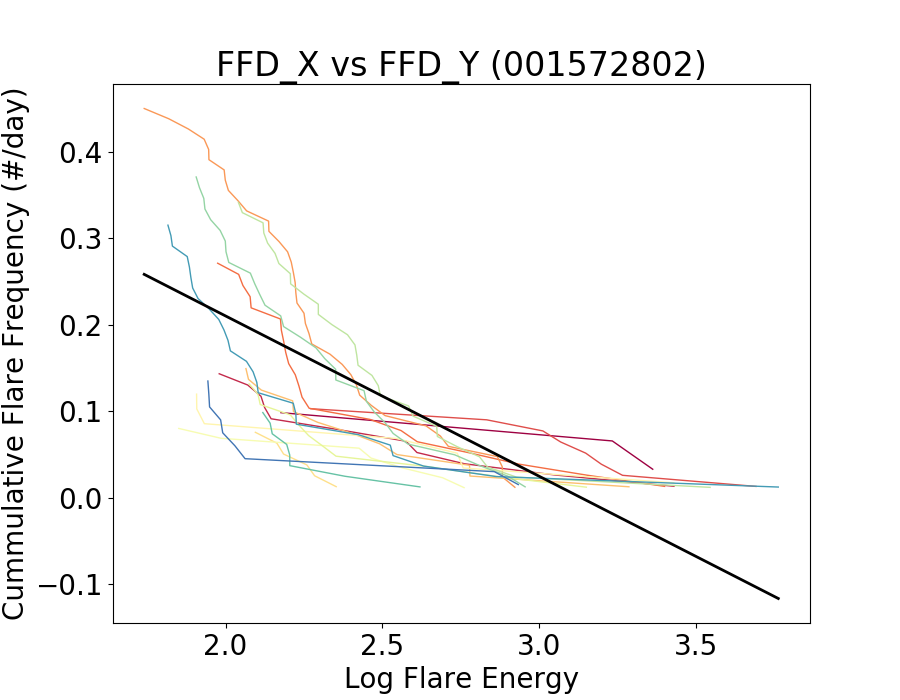 FFD_X vs FFD_Y (001572802)
Cummulative Flare Frequency (#/day)
0.4
0.3
0.2
0.1
0.0
−0.1
2.0 2.5 3.0 3.5
Log Flare Energy